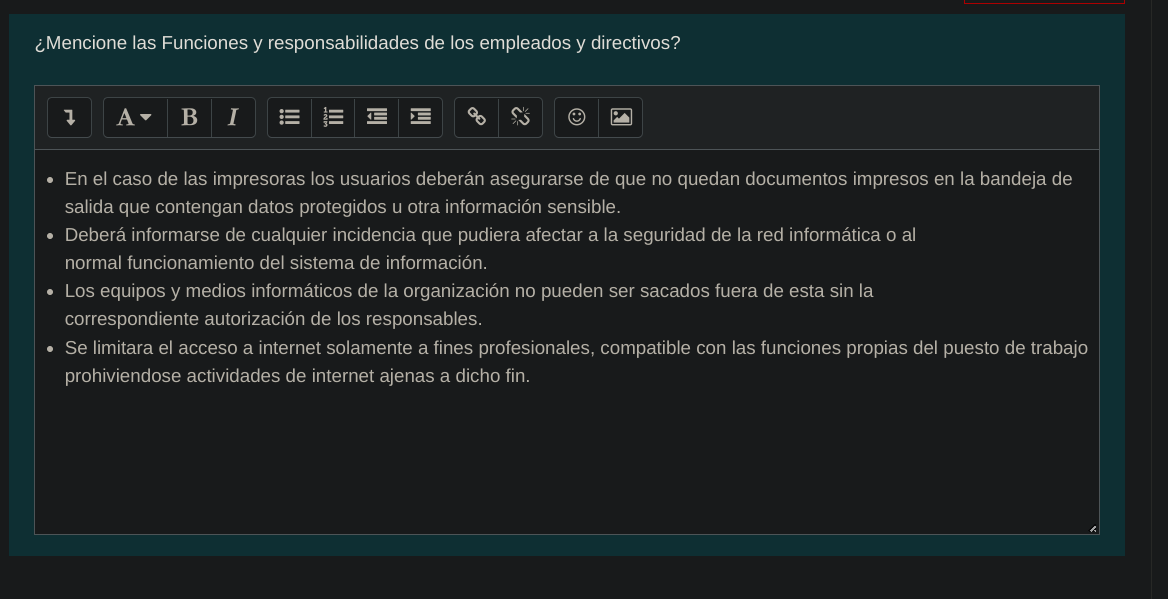 ¿Mencione las Funciones y responsabilidades de los empleados y directivos?
A B I
En el caso de las impresoras los usuarios deberán asegurarse de que no quedan documentos impresos en la bandeja de
salida que contengan datos protegidos u otra información sensible.
Deberá informarse de cualquier incidencia que pudiera afectar a la seguridad de la red informática o al
normal funcionamiento del sistema de información.
Los equipos y medios informáticos de la organización no pueden ser sacados fuera de esta sin la
correspondiente autorización de los responsables.
Se limitara el acceso a internet solamente a fines profesionales, compatible con las funciones propias del puesto de trabajo
prohiviendose actividades de internet ajenas a dicho fin.